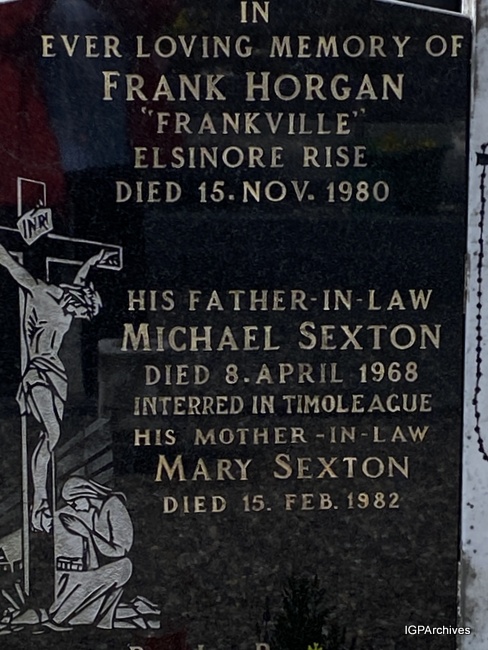 IN
EVER LOVING MEMORY OF
FRANK HORGAN
"FRANKVILLE"
ELSINORE RISE
DIED 15. NOV. 1980
INRI
HIS FATHER-IN-LAW
MICHAEL SEXTON
DIED 8. APRIL 1968
INTERRED IN TIMOLEAGUE
HIS MOTHER-IN-LAW
MARY SEXTON
DIED 15. FEB. 1982
IGPArchives